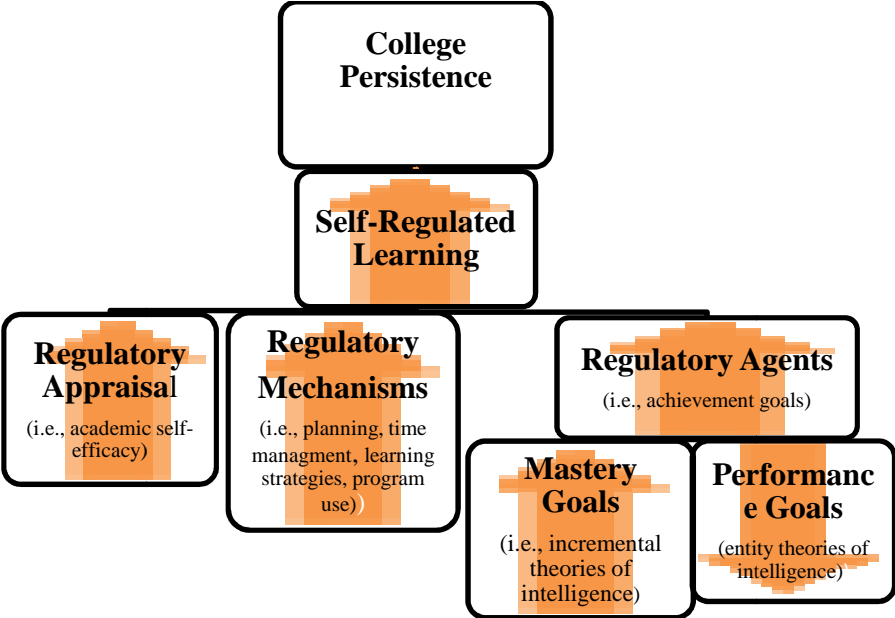 College
Persistence
Self-Regulated
Learning
Regulatory
Appraisal
(i.e., academic self-
efficacy)
Regulatory
Mechanisms
(i.e., planning, time
managment, learning
strategies, program
use))
Regulatory Agents
(i.e., achievement goals)
Mastery
Goals
(i.e., incremental
theories of
intelligence)
Performanc
e Goals
(entity theories of
intelligence)